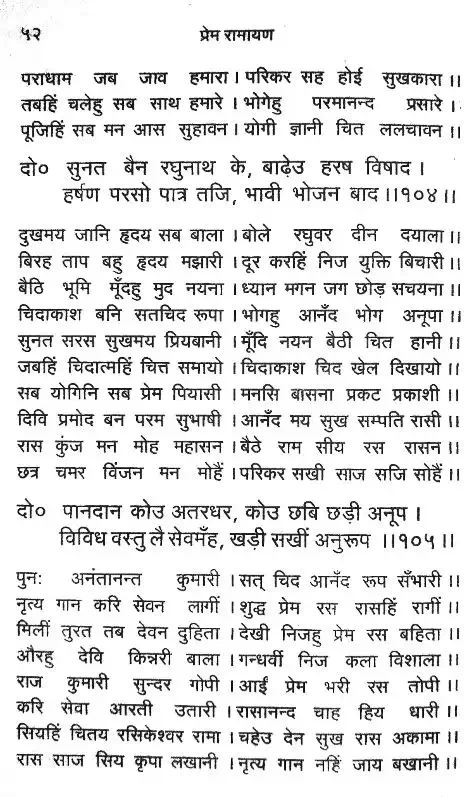 ५२ प्रेम रामायण
पराधाम जब जाव हमारा। परिकर सह होई सुखकारा।।
तबहिं चलेहु सब साथ हमारे। भोगेहु परमानन्द प्रसारे।।
पूजिहिं सब मन आस सुहावन। योगी ज्ञानी चित ललचावन।।
दो० सुनत बैन रघुनाथ के, बाढ़ेउ हरष विषाद।
हर्षण परसो पात्र तजि, भावी भोजन बाद।।१०४।।
दुखमय जानि हृदय सब बाला। बोले रघुवर दीन दयाला।।
बिरह ताप बहु हृदय मझारी। दूर करहिं निज युक्ति बिचारी।।
बैठि भूमि मूँदहु मुद नयना। ध्यान मगन जग छोड़ सचयना।।
चिदाकाश बनि सतचिद रूपा। भोगहु आनँद भोग अनूपा।।
सुनत सरस सुखमय प्रियबानी। मूँदि नयन बैठी चित हानी।।
जबहिं चिदात्महिं चित्त समायो। चिदाकाश चिद खेल दिखायो।।
सब योगिनि सब प्रेम पियासी। मनसि बासना प्रकट प्रकाशी।।
दिवि प्रमोद बन परम सुभाषी। आनँद मय सुख सम्पति रासी।।
रास कुंज मन मोह महासन। बैठे राम सीय रस रासन।।
छत्र चमर विंजन मन मोहैं। परिकर सखी साज सजि सोहैं।।
दो० पानदान कोउ अतरधर, कोउ छबि छड़ी अनूप।
विविध वस्तु लै सेवमँह, खड़ी सखीं अनुरूप।।१०५।।
पुनः अनंतानन्त कुमारी। सत् चिद आनँद रूप सँभारी।।
नृत्य गान करि सेवन लागीं। शुद्ध प्रेम रस रासहिं रागीं।।
मिलीं तुरत तब देवन दुहिता। देखी निजहु प्रेम रस बहिता।।
औरहु देवि किन्नरी बाला। गन्धर्वी निज कला विशाला।।
राज कुमारी सुन्दर गोपी। आईं प्रेम भरी रस तोपी।।
करि सेवा आरती उतारी। रासानन्द चाह हिय धारी।।
सियहिं चितय रसिकेश्वर रामा। चहेउ देन सुख रास अकामा।।
रास साज सिय कृपा लखानी। नृत्य गान नहिं जाय बखानी।।